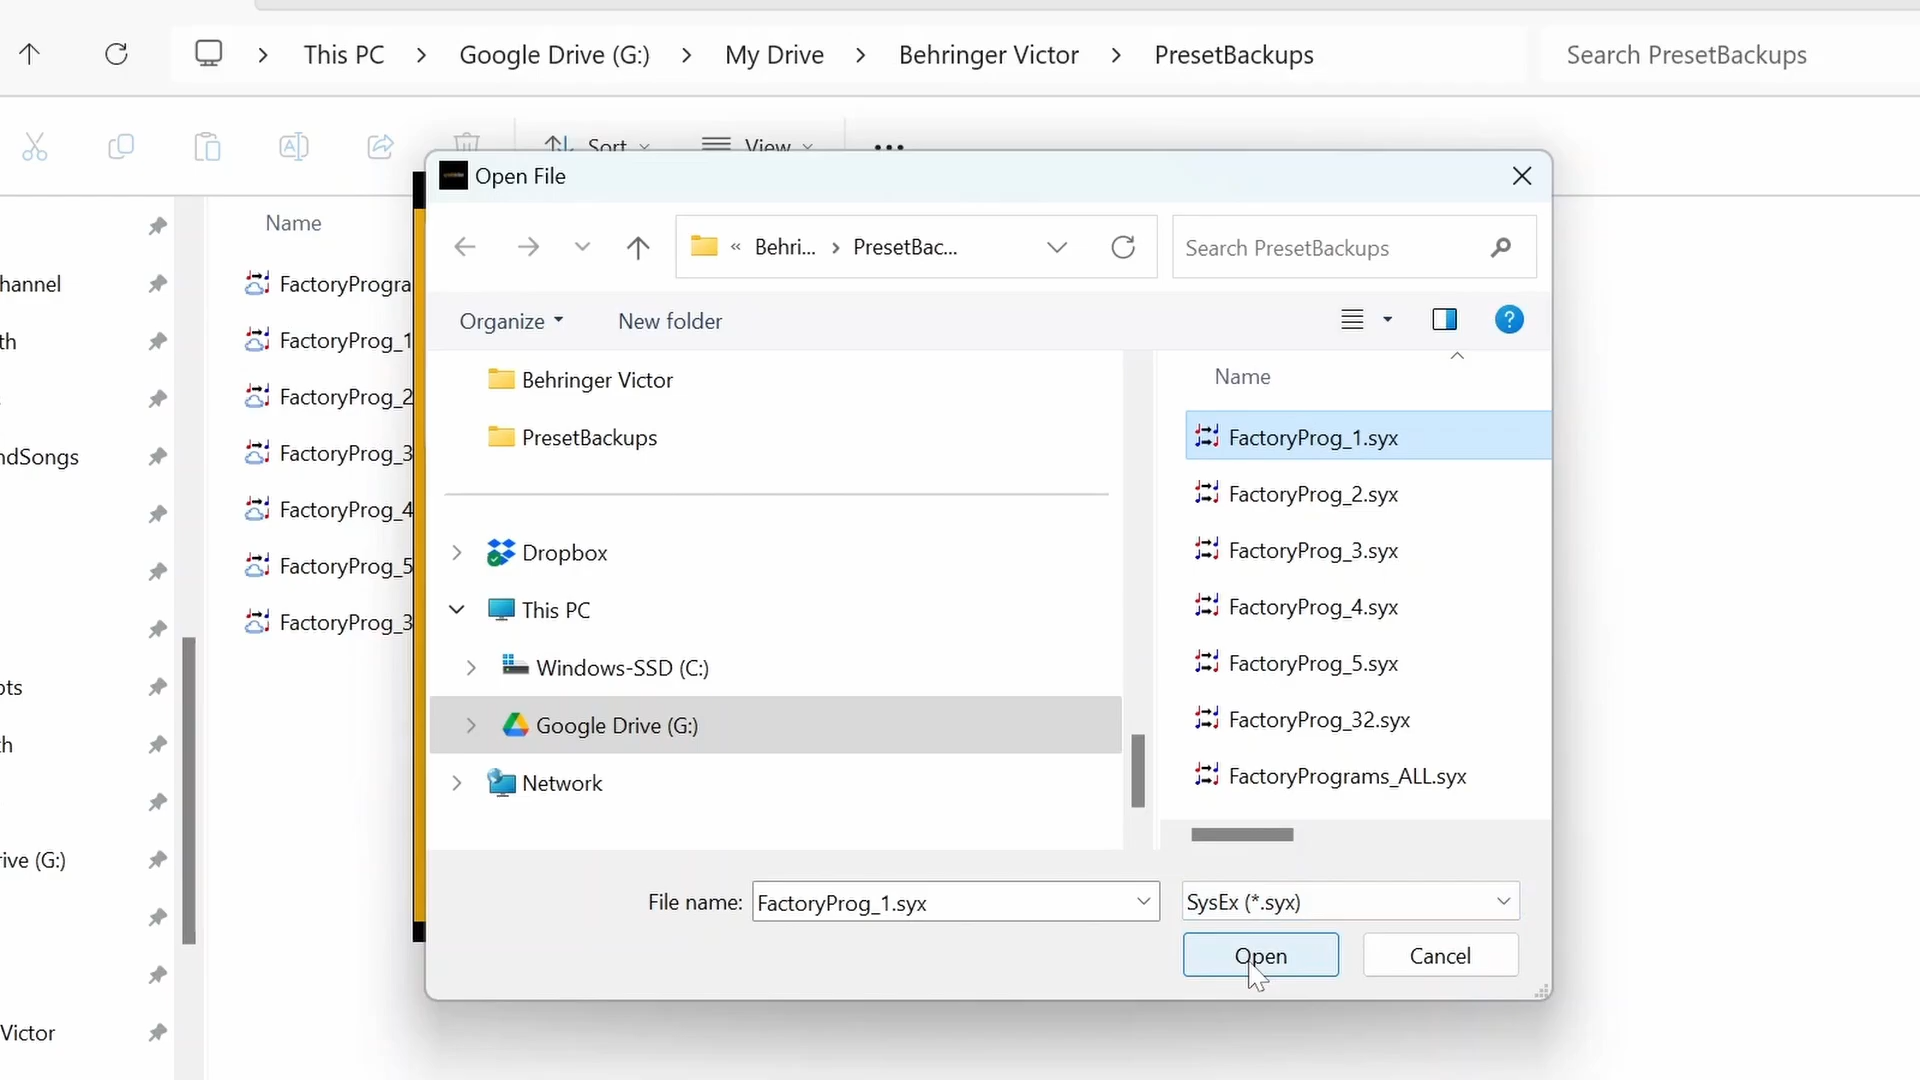 This PC > Google Drive (G:) > My Drive > Behringer Victor > PresetBackups
Search PresetBackups
Sort
View
Name
hannel
th
ndSongs
ots
h
rive (G:)
Victor
FactoryProgra
FactoryProg_1
FactoryProg_2
FactoryProg_3
FactoryProg_4
FactoryProg_5
FactoryProg_3
Open File
« Behri... > PresetBac...
Search PresetBackups
Organize
New folder
Behringer Victor
PresetBackups
Dropbox
This PC
Windows-SSD (C:)
Google Drive (G:)
Network
Name
FactoryProg_1.syx
FactoryProg_2.syx
FactoryProg_3.syx
FactoryProg_4.syx
FactoryProg_5.syx
FactoryProg_32.syx
FactoryPrograms_ALL.syx
File name: FactoryProg_1.syx
SysEx (*.syx)
Open
Cancel